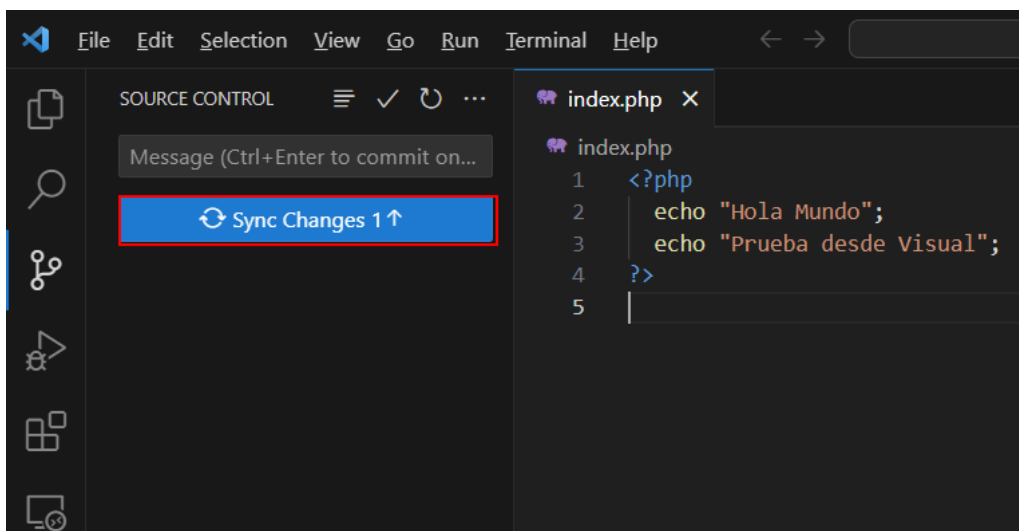 File Edit Selection View Go Run Terminal Help
SOURCE CONTROL
index.php
Message (Ctrl+Enter to commit on...
index.php
Sync Changes 1↑
1 <?php
2 echo "Hola Mundo";
3 echo "Prueba desde Visual";
4 ?>
5